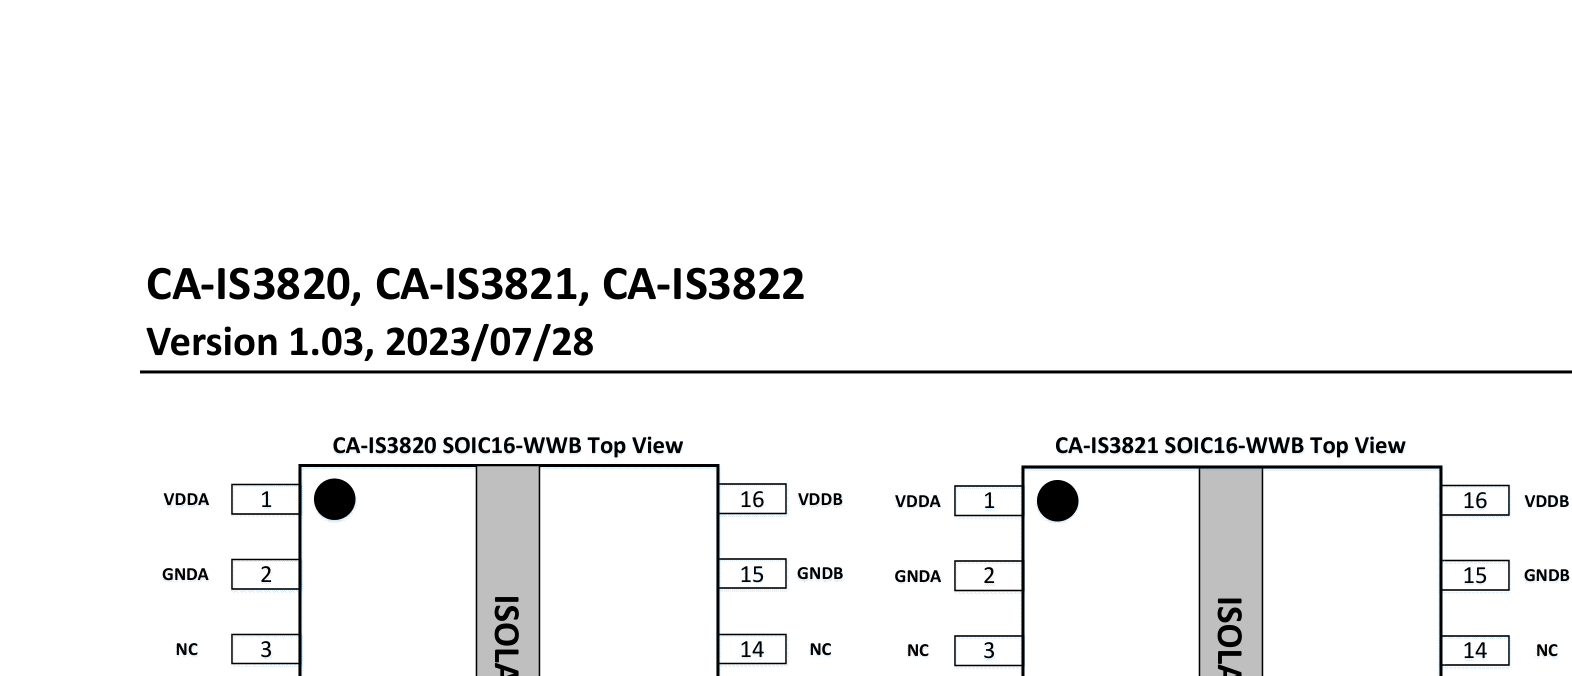 CA-IS3820, CA-IS3821, CA-IS3822
Version 1.03, 2023/07/28
CA-IS3820 SOIC16-WWB Top View
VDDA 1 16 VDDB
GNDA 2 15 GNDB
NC 3 14 NC
ISOLA
CA-IS3821 SOIC16-WWB Top View
VDDA 1 16 VDDB
GNDA 2 15 GNDB
NC 3 14 NC
ISOLA